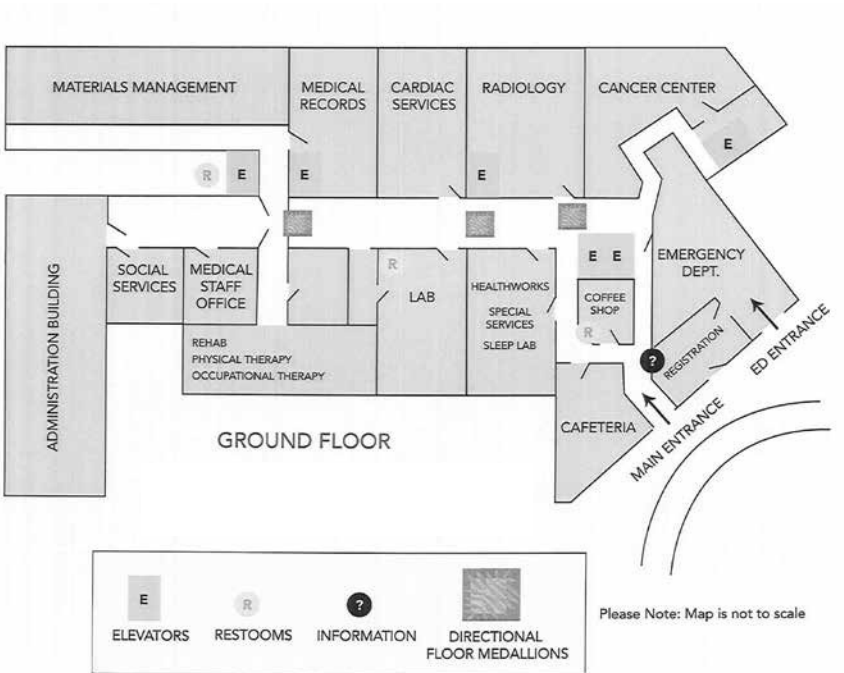 MATERIALS MANAGEMENT
MEDICAL
RECORDS
CARDIAC
SERVICES
RADIOLOGY
CANCER CENTER
E
R
E
E
E
E E
EMERGENCY
DEPT.
SOCIAL
SERVICES
MEDICAL
STAFF
OFFICE
R
LAB
HEALTHWORKS
SPECIAL
SERVICES
SLEEP LAB
COFFEE
SHOP
R
ADMINISTRATION BUILDING
REHAB
PHYSICAL THERAPY
OCCUPATIONAL THERAPY
?
REGISTRATION
ED ENTRANCE
MAIN ENTRANCE
CAFETERIA
GROUND FLOOR
E
ELEVATORS
R
RESTOOMS
?
INFORMATION
DIRECTIONAL
FLOOR MEDALLIONS
Please Note: Map is not to scale